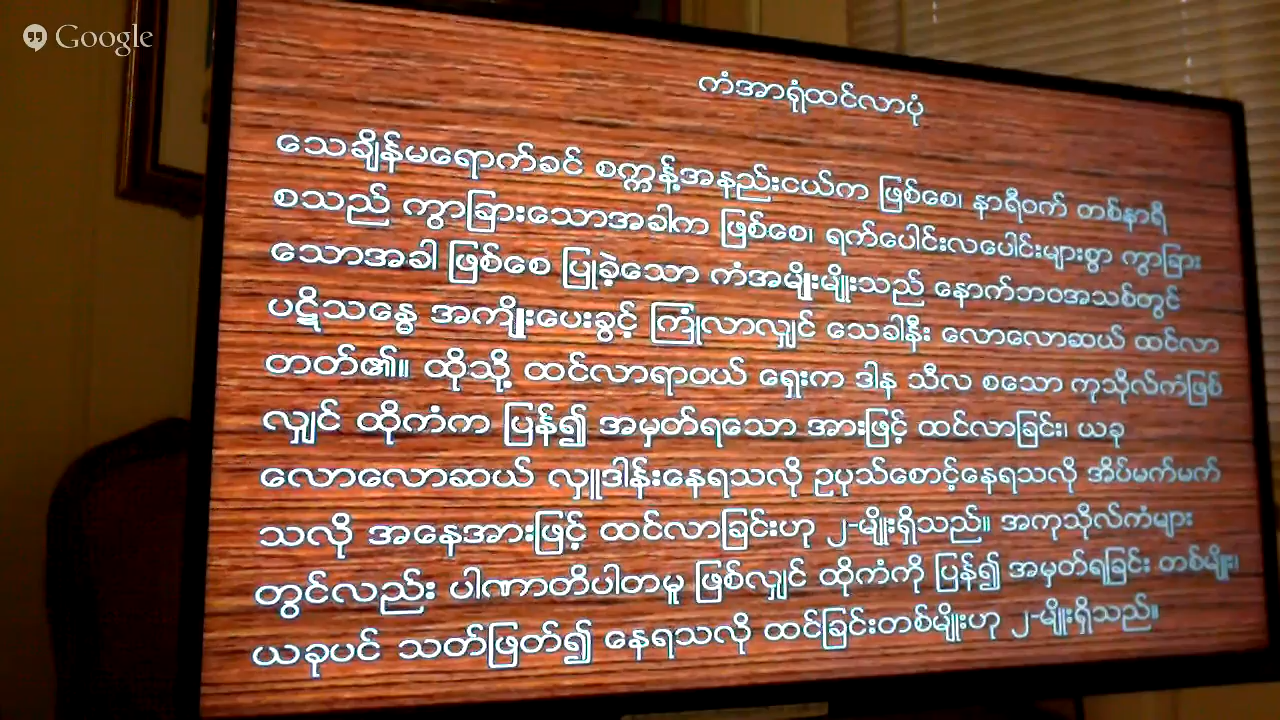 Google
ကံအာရုံထင်လာပုံ
သေချိန်မရောက်ခင် စက္ကန့်အနည်းငယ်က ဖြစ်စေ၊ နာရီဝက် တစ်နာရီ
စသည် ကွာခြားသောအခါက ဖြစ်စေ၊ ရက်ပေါင်းလပေါင်းများစွာ ကွာခြား
သောအခါ ဖြစ်စေ ပြုခဲ့သော ကံအမျိုးမျိုးသည် နောက်ဘဝအသစ်တွင်
ပဋိသန္ဓေ အကျိုးပေးခွင့် ကြုံလာလျှင် သေခါနီး လောလောဆယ် ထင်လာ
တတ်၏။ ထိုသို့ ထင်လာရာဝယ် ရှေးက ဒါန သီလ စသော ကုသိုလ်ကံဖြစ်
လျှင် ထိုကံက ပြန်၍ အမှတ်ရသော အားဖြင့် ထင်လာခြင်း၊ ယခု
လောလောဆယ် လှူဒါန်းနေရသလို ဥပုသ်စောင့်နေရသလို အိပ်မက်မက်
သလို အနေအားဖြင့် ထင်လာခြင်းဟု ၂-မျိုးရှိသည်။ အကုသိုလ်ကံများ
တွင်လည်း ပါဏာတိပါတမူ ဖြစ်လျှင် ထိုကံကို ပြန်၍ အမှတ်ရခြင်း တစ်မျိုး၊
ယခုပင် သတ်ဖြတ်၍ နေရသလို ထင်ခြင်းတစ်မျိုးဟု ၂-မျိုးရှိသည်။